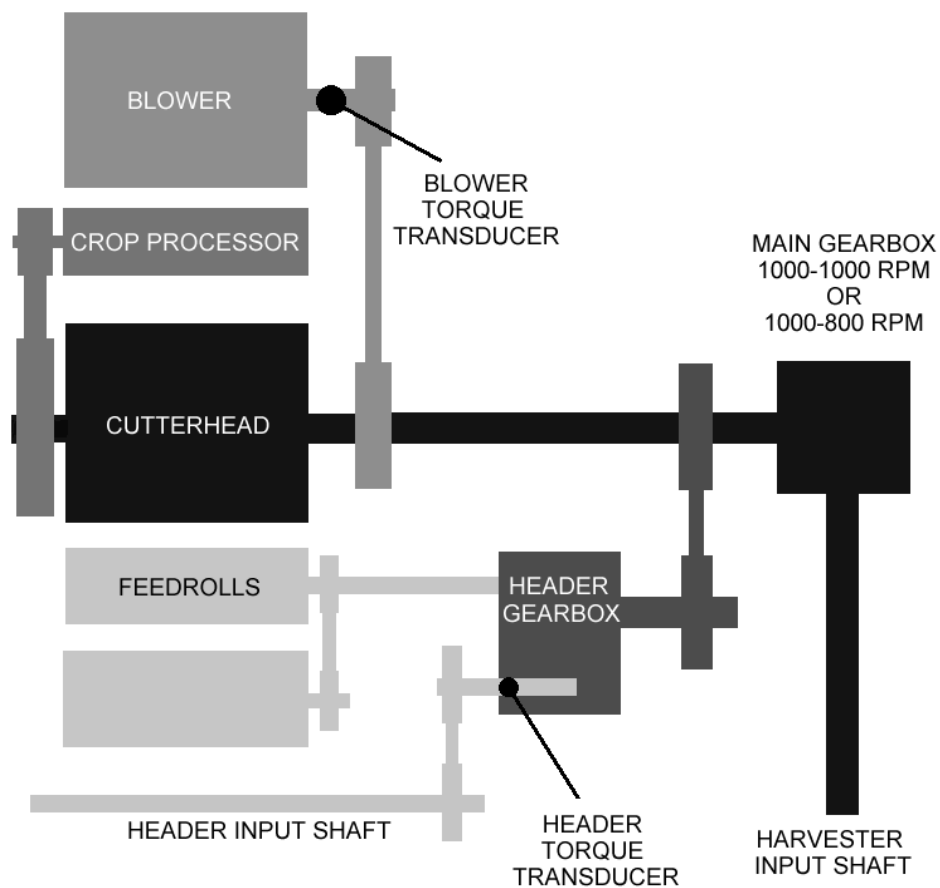 BLOWER
BLOWER
TORQUE
TRANSDUCER
CROP PROCESSOR
MAIN GEARBOX
1000-1000 RPM
OR
1000-800 RPM
CUTTERHEAD
FEEDROLLS
HEADER
GEARBOX
HEADER INPUT SHAFT
HEADER
TORQUE
TRANSDUCER
HARVESTER
INPUT SHAFT